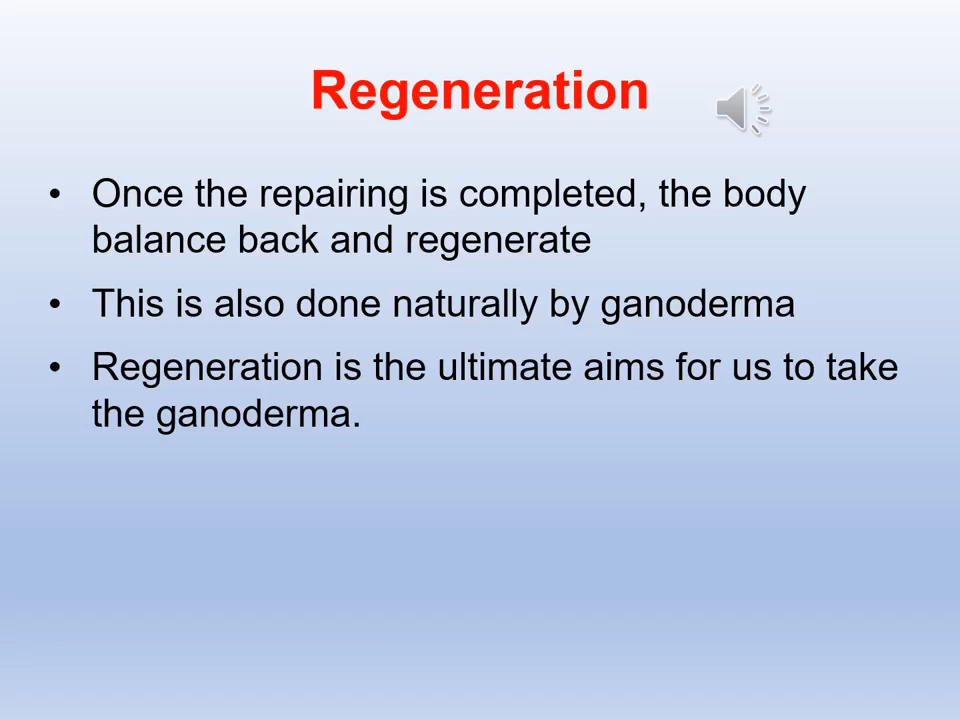 Regeneration
• Once the repairing is completed, the body
balance back and regenerate
• This is also done naturally by ganoderma
• Regeneration is the ultimate aims for us to take
the ganoderma.